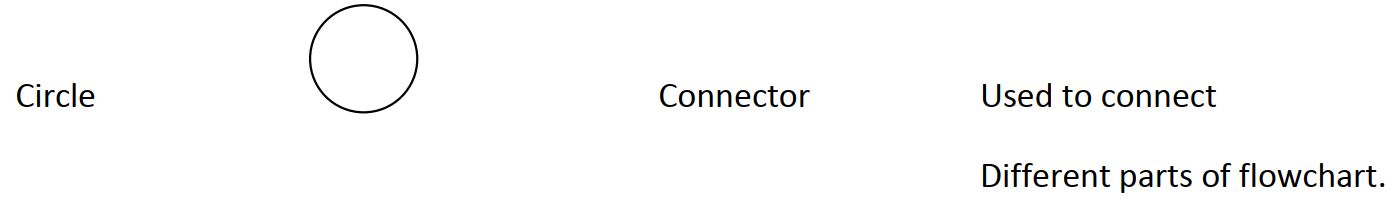 Circle Connector Used to connect
Different parts of flowchart.